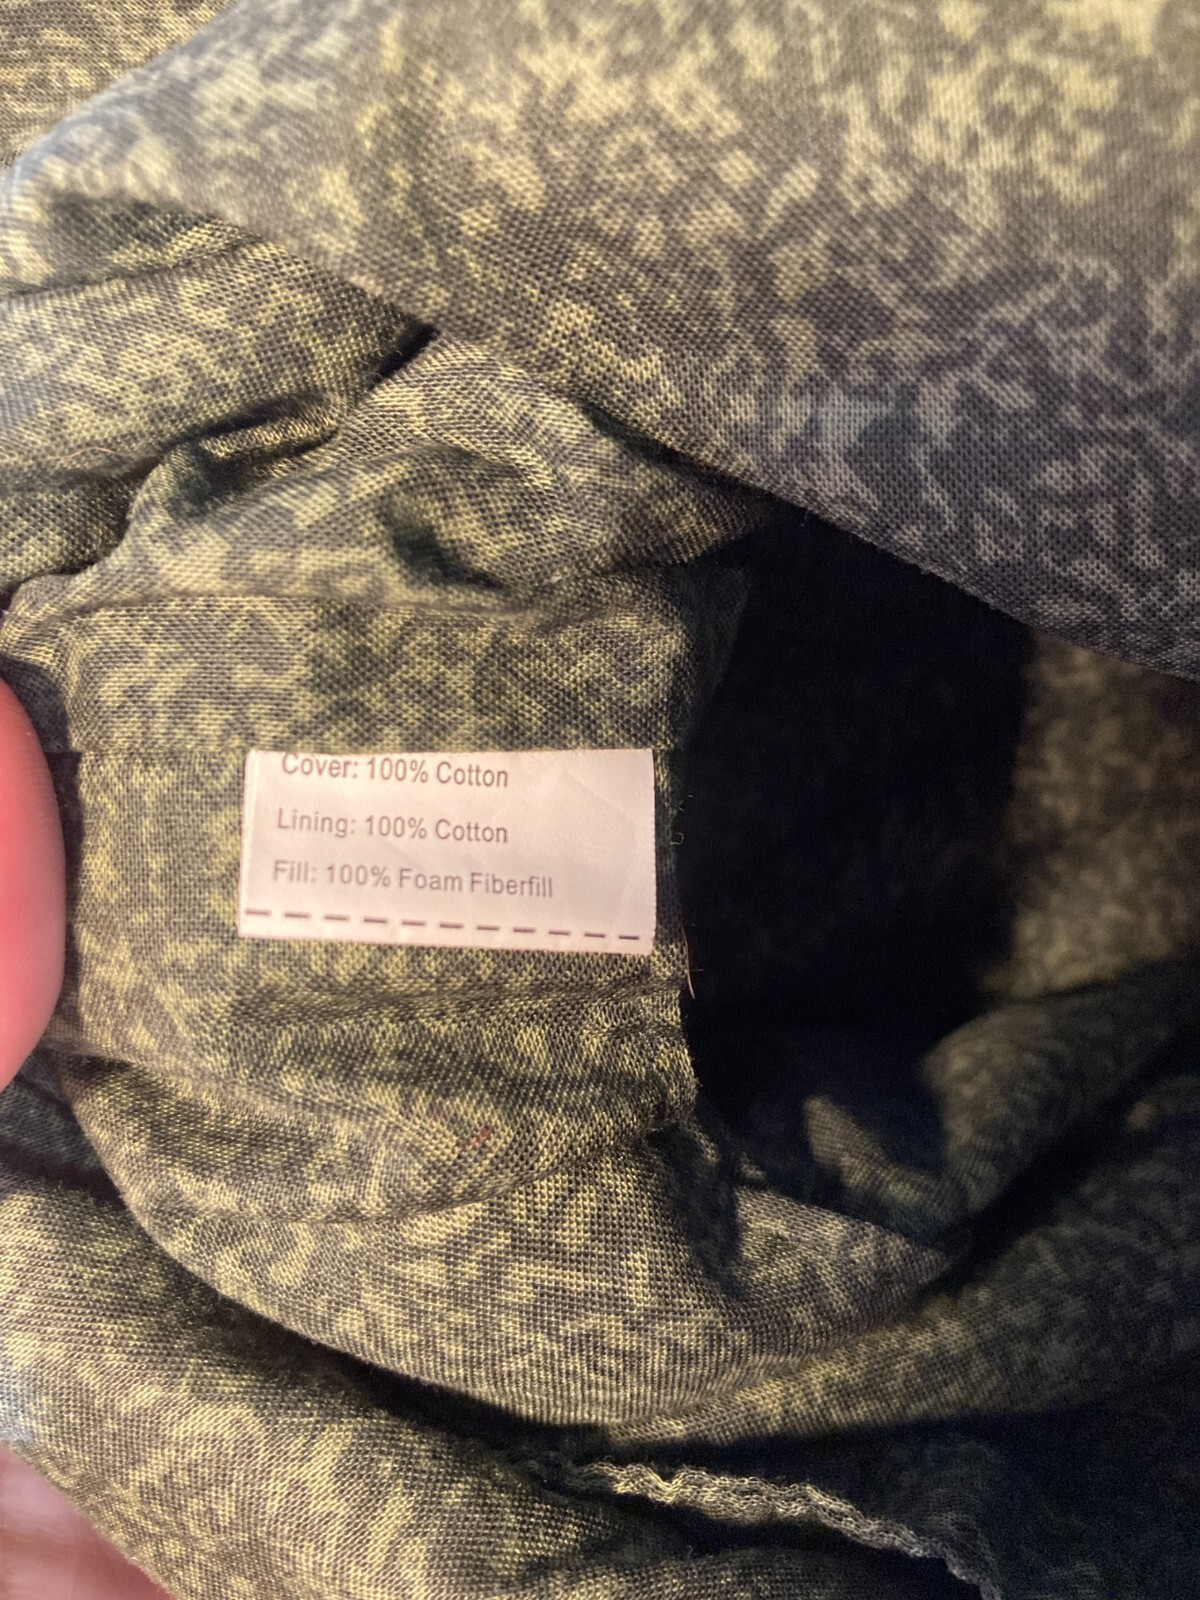 Cover: 100% Cotton
Lining: 100% Cotton
Fill: 100% Foam Fiberfill